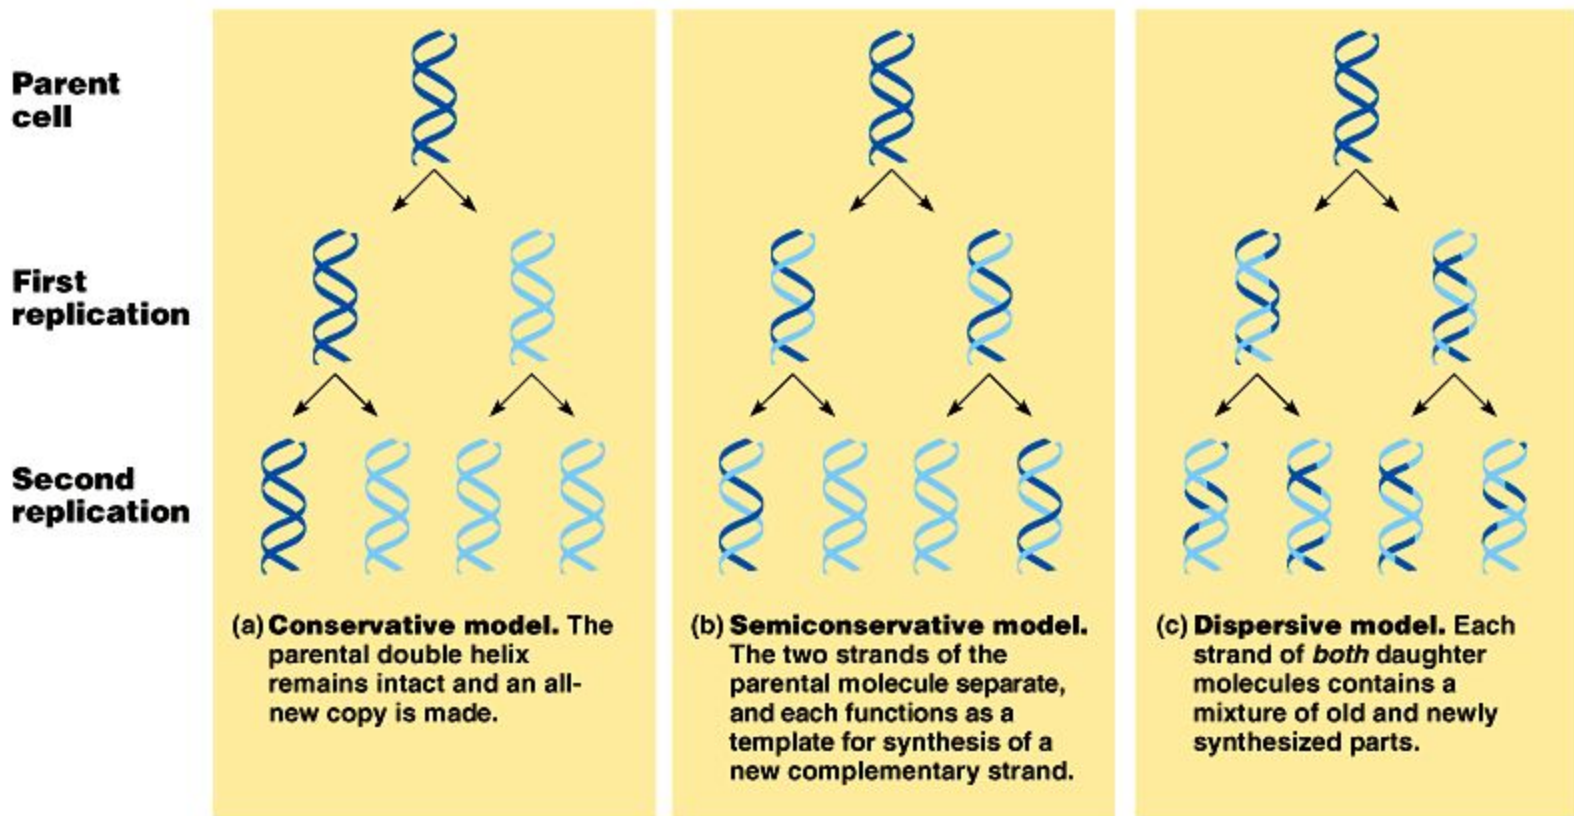 Parent
cell
First
replication
Second
replication
(a) Conservative model. The
parental double helix
remains intact and an all-
new copy is made.
(b) Semiconservative model.
The two strands of the
parental molecule separate,
and each functions as a
template for synthesis of a
new complementary strand.
(c) Dispersive model. Each
strand of both daughter
molecules contains a
mixture of old and newly
synthesized parts.